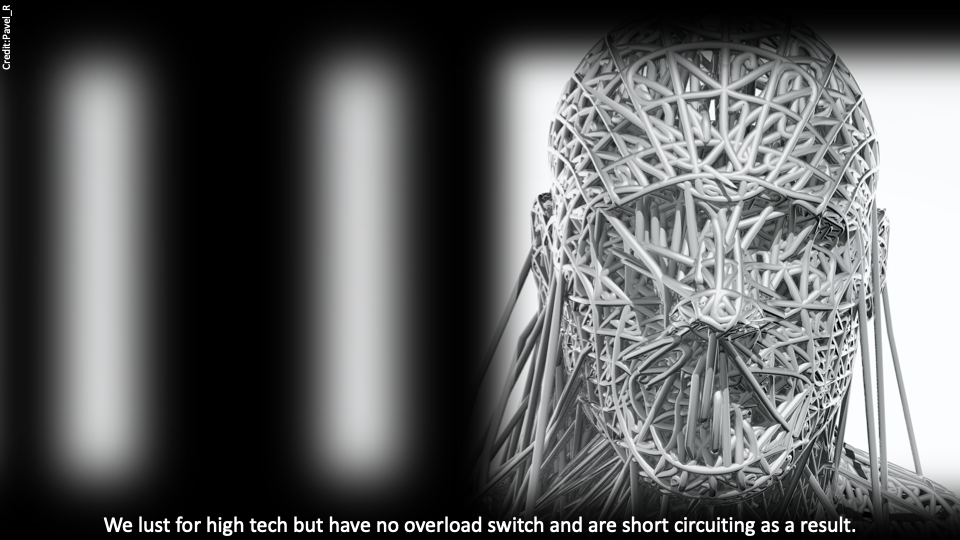 Credit:Pavel_R
We lust for high tech but have no overload switch and are short circuiting as a result.